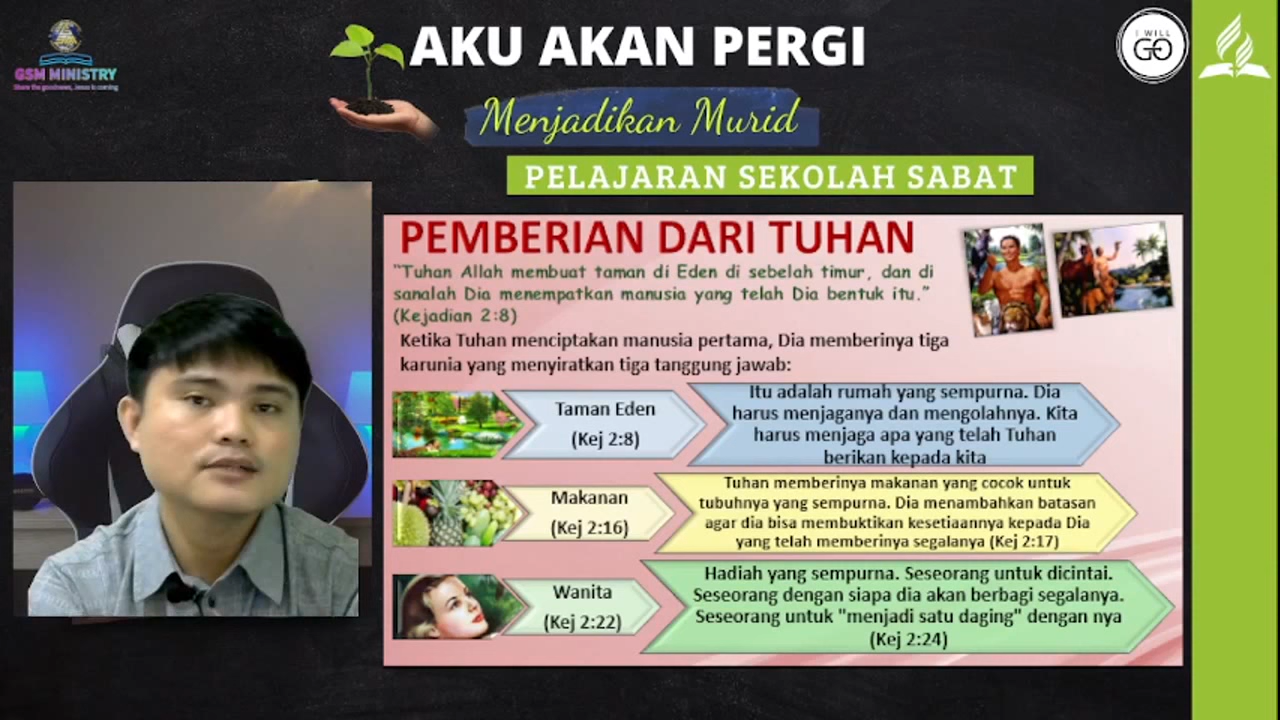 GSM MINISTRY
Share the goodnews, Jesus is coming
AKU AKAN PERGI
Menjadikan Murid
I WILL
GO
PELAJARAN SEKOLAH SABAT
PEMBERIAN DARI TUHAN
"Tuhan Allah membuat taman di Eden di sebelah timur, dan di
sanalah Dia menempatkan manusia yang telah Dia bentuk itu."
(Kejadian 2:8)
Ketika Tuhan menciptakan manusia pertama, Dia memberinya tiga
karunia yang menyiratkan tiga tanggung jawab:
Taman Eden
(Kej 2:8)
Itu adalah rumah yang sempurna. Dia
harus menjaganya dan mengolahnya. Kita
harus menjaga apa yang telah Tuhan
berikan kepada kita
Makanan
(Kej 2:16)
Tuhan memberinya makanan yang cocok untuk
tubuhnya yang sempurna. Dia menambahkan batasan
agar dia bisa membuktikan kesetiaannya kepada Dia
yang telah memberinya segalanya (Kej 2:17)
Wanita
(Kej 2:22)
Hadiah yang sempurna. Seseorang untuk dicintai.
Seseorang dengan siapa dia akan berbagi segalanya.
Seseorang untuk "menjadi satu daging" dengan nya
(Kej 2:24)